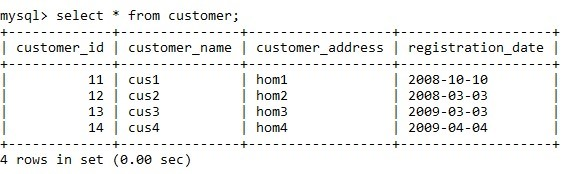 mysql> select * from customer;
+-------------+---------------+------------------+-------------------+
| customer_id | customer_name | customer_address | registration_date |
+-------------+---------------+------------------+-------------------+
|          11 | cus1          | hom1             | 2008-10-10        |
|          12 | cus2          | hom2             | 2008-03-03        |
|          13 | cus3          | hom3             | 2009-03-03        |
|          14 | cus4          | hom4             | 2009-04-04        |
+-------------+---------------+------------------+-------------------+
4 rows in set (0.00 sec)